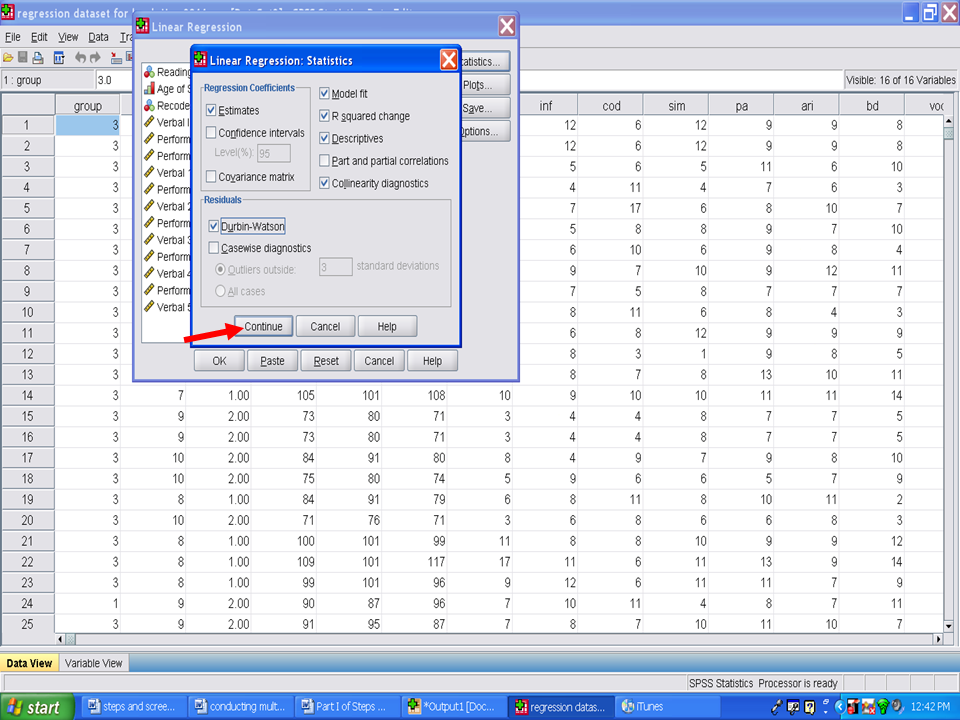 regression dataset for
Linear Regression
File Edit View Data
1 : group 3.0 Visible: 16 of 16 Variables
Reading
Age of S
Recode
Verbal I
Perform
Perform
Verbal 1
Perform
Verbal 2
Perform
Verbal 3
Perform
Verbal 4
Perform
Verbal 5
tatistics...
Plots...
Save...
Options...
OK Paste Reset Cancel Help
Linear Regression: Statistics
Regression Coefficients
Estimates
Confidence intervals
Level(%): 95
Covariance matrix
Model fit
R squared change
Descriptives
Part and partial correlations
Collinearity diagnostics
Residuals
Durbin-Watson
Casewise diagnostics
Outliers outside: 3 standard deviations
All cases
Continue Cancel Help
group inf cod sim pa ari bd voc
1 3 12 6 12 9 9 8
2 3 12 6 12 9 9 8
3 3 5 6 5 11 6 10
4 3 4 11 4 7 6 3
5 3 7 17 6 8 10 7
6 3 5 8 8 9 7 10
7 3 6 10 6 9 8 4
8 3 9 7 10 9 12 11
9 3 7 5 8 7 7 7
10 3 8 11 6 8 4 3
11 3 6 8 12 9 9 9
12 3 8 3 1 9 8 5
13 3 8 7 8 13 10 11
14 3 7 1.00 105 101 108 10 9 10 10 11 11 14
15 3 9 2.00 73 80 71 3 4 4 8 7 7 5
16 3 9 2.00 73 80 71 3 4 4 8 7 7 5
17 3 10 2.00 84 91 80 8 4 9 7 9 8 10
18 3 10 2.00 75 80 74 5 9 6 6 5 7 9
19 3 8 1.00 84 91 79 6 8 11 8 10 11 2
20 3 10 2.00 71 76 71 3 6 8 6 6 8 3
21 3 8 1.00 100 101 99 11 8 8 10 9 9 12
22 3 8 1.00 109 101 117 17 11 6 11 13 9 14
23 3 8 1.00 99 101 96 9 12 6 11 11 7 9
24 1 9 2.00 90 87 96 7 10 11 4 8 7 11
25 3 9 2.00 91 95 87 7 8 7 10 11 10 7
Data View Variable View
SPSS Statistics Processor is ready
start steps and scree... conducting mult... Part I of Steps ... *Output1 [Doc... regression datas... iTunes 12:42 PM